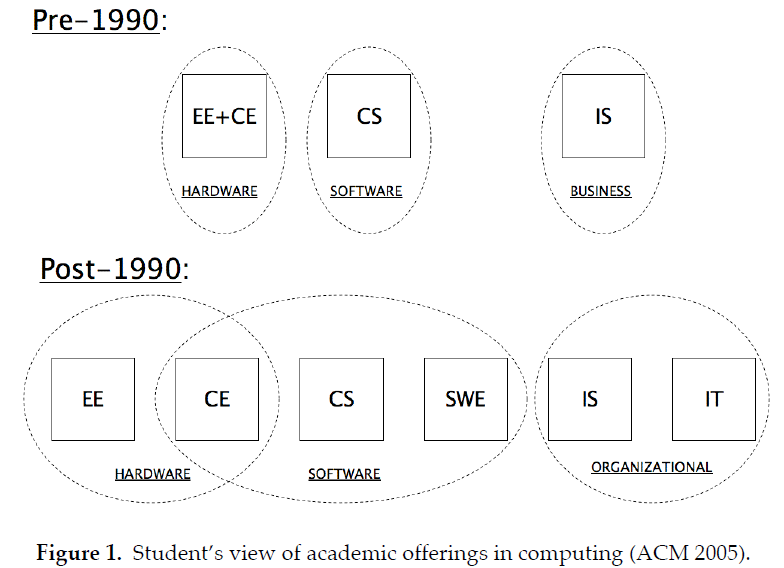 Pre-1990:
EE+CE CS IS
HARDWARE SOFTWARE BUSINESS
Post-1990:
EE CE CS SWE IS IT
HARDWARE SOFTWARE ORGANIZATIONAL
Figure 1. Student's view of academic offerings in computing (ACM 2005).